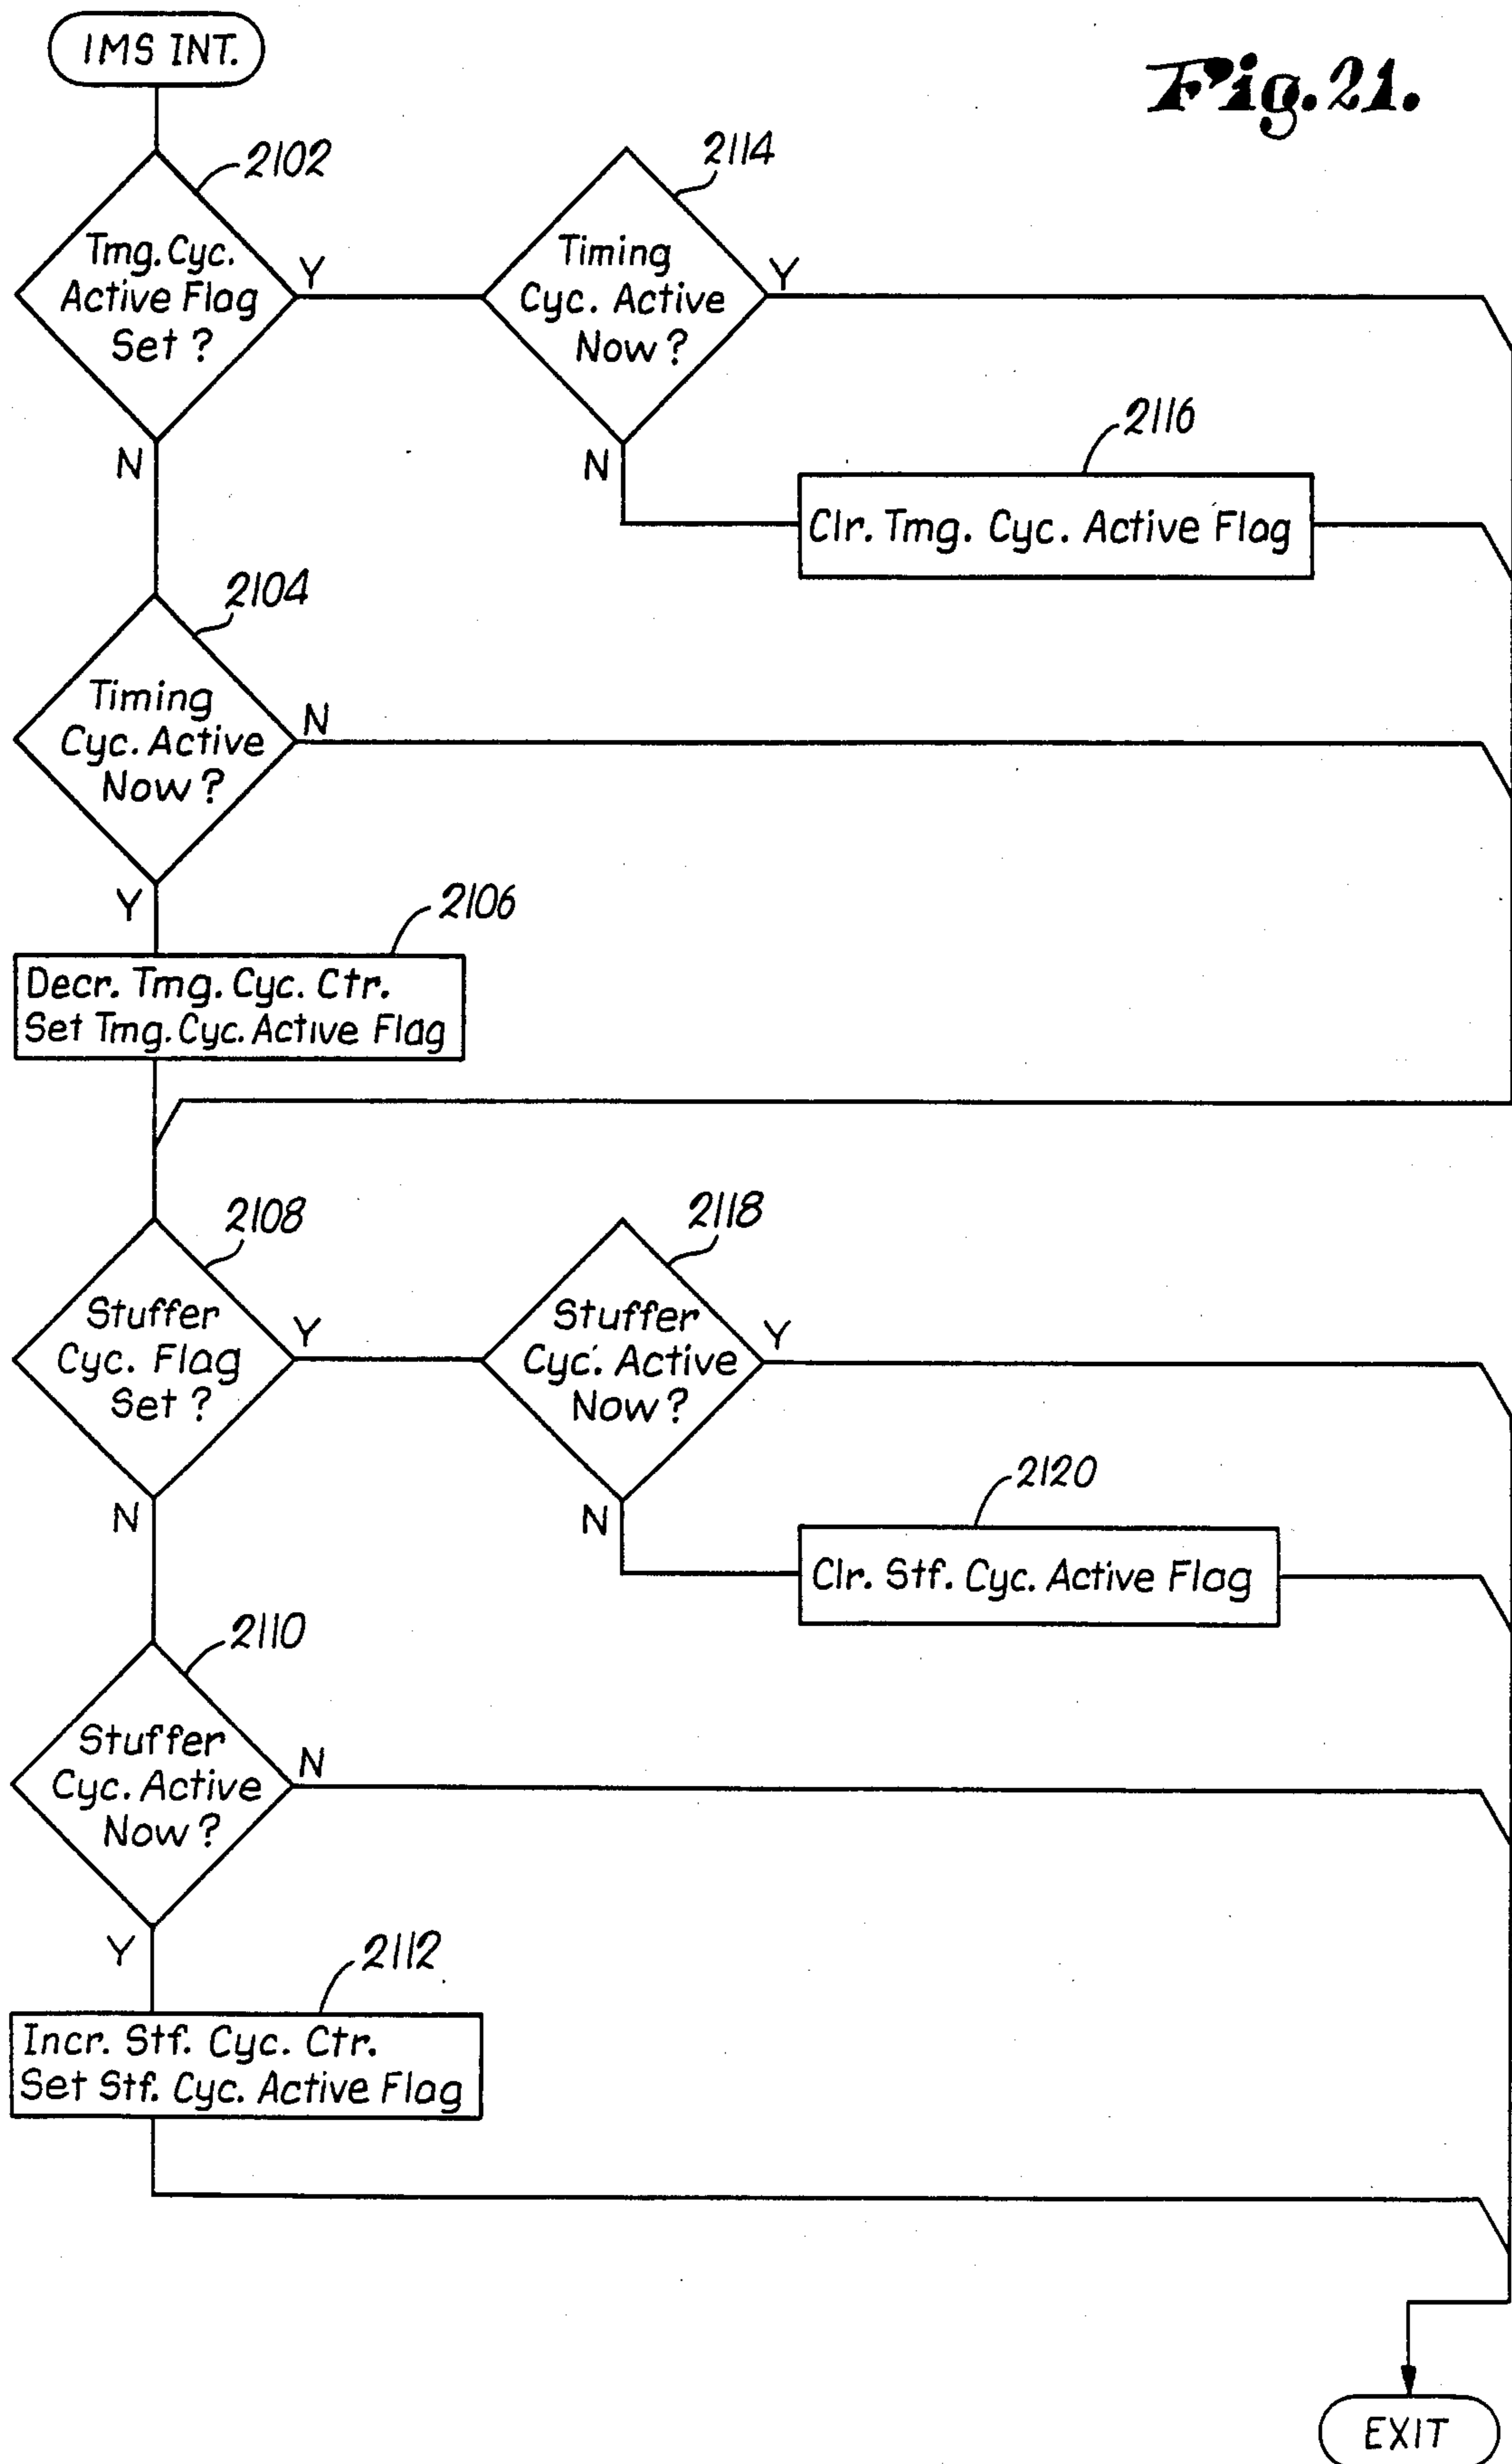 IMS INT.
Fig. 21.
2102
2114
Tmg. Cyc.
Active Flag
Set ?
Y
Timing
Cyc. Active
Now ?
Y
N
N
2116
Clr. Tmg. Cyc. Active Flag
2104
Timing
Cyc. Active
Now ?
N
Y
2106
Decr. Tmg. Cyc. Ctr.
Set Tmg. Cyc. Active Flag
2108
2118
Stuffer
Cyc. Flag
Set ?
Y
Stuffer
Cyc. Active
Now ?
Y
N
N
2120
Clr. Stf. Cyc. Active Flag
2110
Stuffer
Cyc. Active
Now ?
N
Y
2112
Incr. Stf. Cyc. Ctr.
Set Stf. Cyc. Active Flag
EXIT